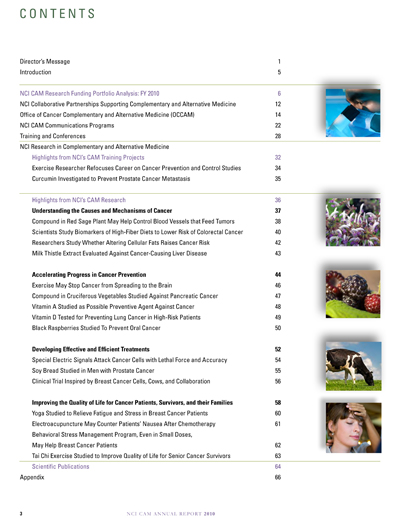 CONTENTS
Director's Message 1
Introduction 5
NCI CAM Research Funding Portfolio Analysis: FY 2010 6
NCI Collaborative Partnerships Supporting Complementary and Alternative Medicine 12
Office of Cancer Complementary and Alternative Medicine (OCCAM) 14
NCI CAM Communications Programs 22
Training and Conferences 28
NCI Research in Complementary and Alternative Medicine
Highlights from NCI's CAM Training Projects 32
Exercise Researcher Refocuses Career on Cancer Prevention and Control Studies 34
Curcumin Investigated to Prevent Prostate Cancer Metastasis 35
Highlights from NCI's CAM Research 36
Understanding the Causes and Mechanisms of Cancer 37
Compound in Red Sage Plant May Help Control Blood Vessels that Feed Tumors 38
Scientists Study Biomarkers of High-Fiber Diets to Lower Risk of Colorectal Cancer 40
Researchers Study Whether Altering Cellular Fats Raises Cancer Risk 42
Milk Thistle Extract Evaluated Against Cancer-Causing Liver Disease 43
Accelerating Progress in Cancer Prevention 44
Exercise May Stop Cancer from Spreading to the Brain 46
Compound in Cruciferous Vegetables Studied Against Pancreatic Cancer 47
Vitamin A Studied as Possible Preventive Agent Against Cancer 48
Vitamin D Tested for Preventing Lung Cancer in High-Risk Patients 49
Black Raspberries Studied To Prevent Oral Cancer 50
Developing Effective and Efficient Treatments 52
Special Electric Signals Attack Cancer Cells with Lethal Force and Accuracy 54
Soy Bread Studied in Men with Prostate Cancer 55
Clinical Trial Inspired by Breast Cancer Cells, Cows, and Collaboration 56
Improving the Quality of Life for Cancer Patients, Survivors, and their Families 58
Yoga Studied to Relieve Fatigue and Stress in Breast Cancer Patients 60
Electroacupuncture May Counter Patients' Nausea After Chemotherapy 61
Behavioral Stress Management Program, Even in Small Doses,
May Help Breast Cancer Patients 62
Tai Chi Exercise Studied to Improve Quality of Life for Senior Cancer Survivors 63
Scientific Publications 64
Appendix 66
3 NCI CAM ANNUAL REPORT 2010